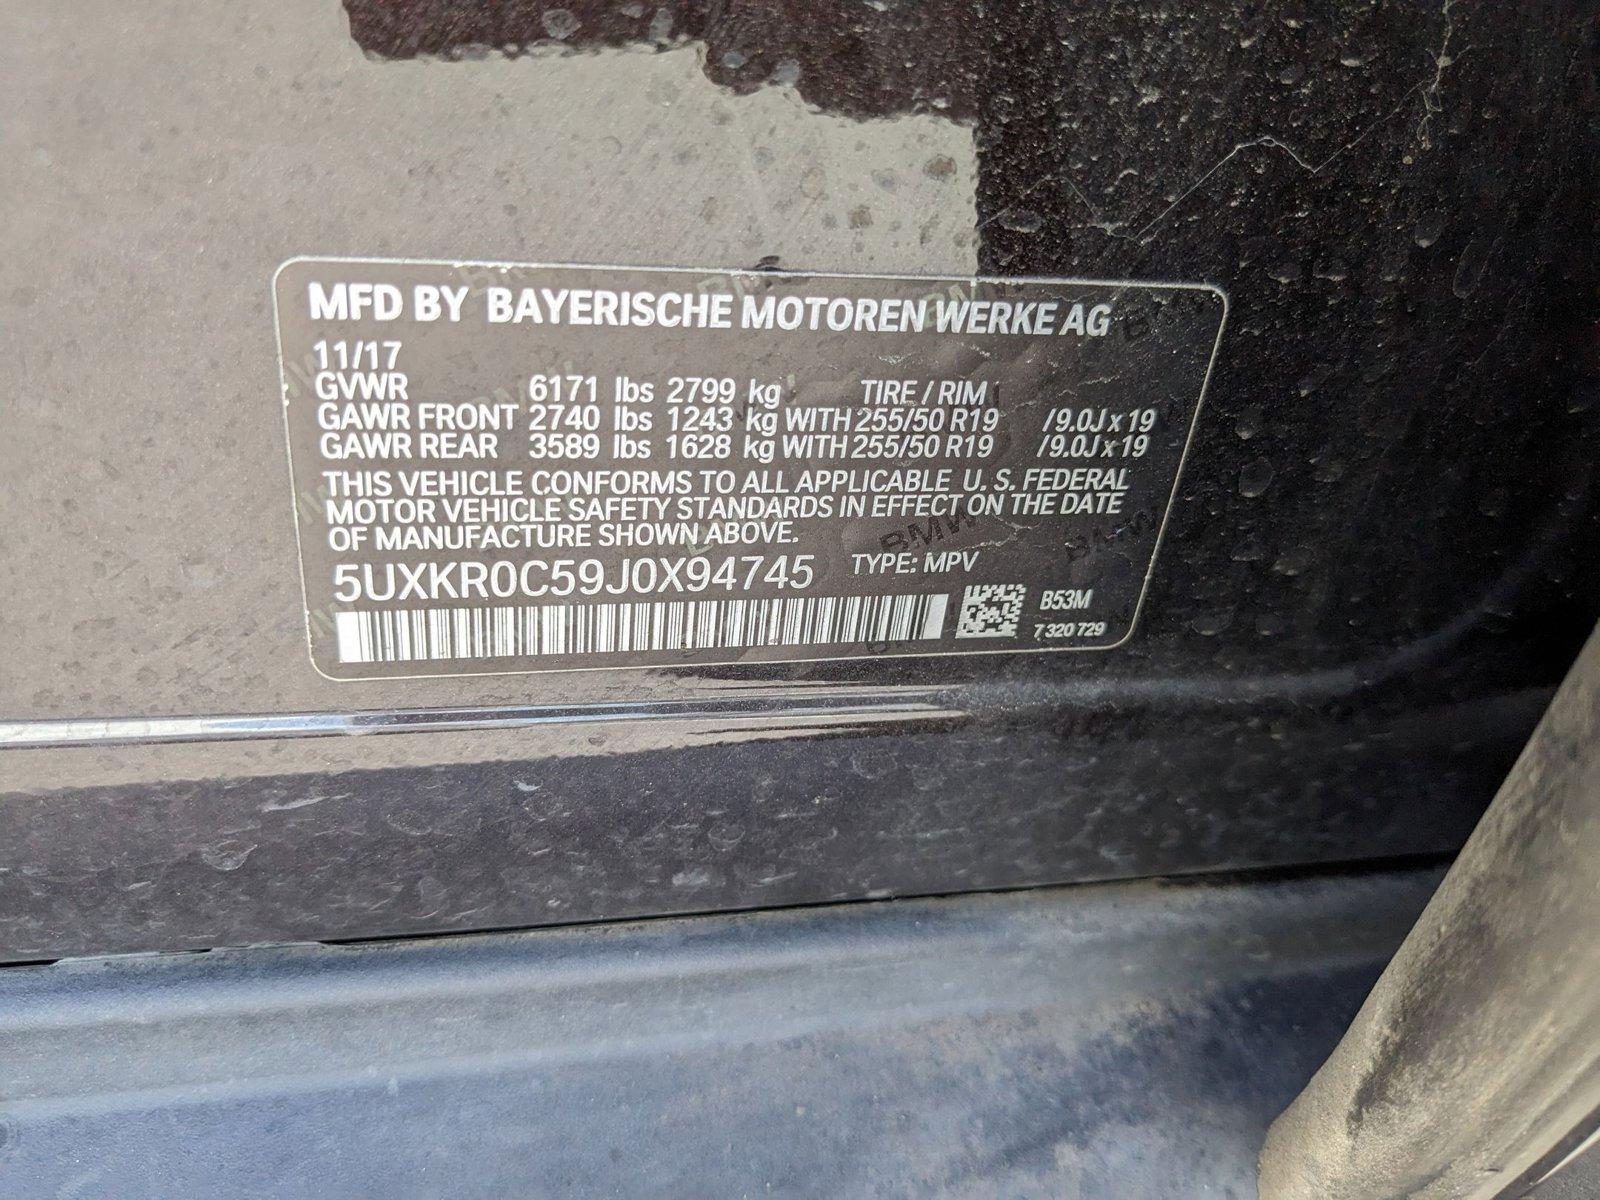 MFD BY BAYERISCHE MOTOREN WERKE AG
11/17
GVWR 6171 lbs 2799 kg TIRE / RIM
GAWR FRONT 2740 lbs 1243 kg WITH 255/50 R19 /9.0J x 19
GAWR REAR 3589 lbs 1628 kg WITH 255/50 R19 /9.0J x 19
THIS VEHICLE CONFORMS TO ALL APPLICABLE U. S. FEDERAL
MOTOR VEHICLE SAFETY STANDARDS IN EFFECT ON THE DATE
OF MANUFACTURE SHOWN ABOVE.
5UXKR0C59J0X94745 TYPE: MPV
B53M
7 320 729